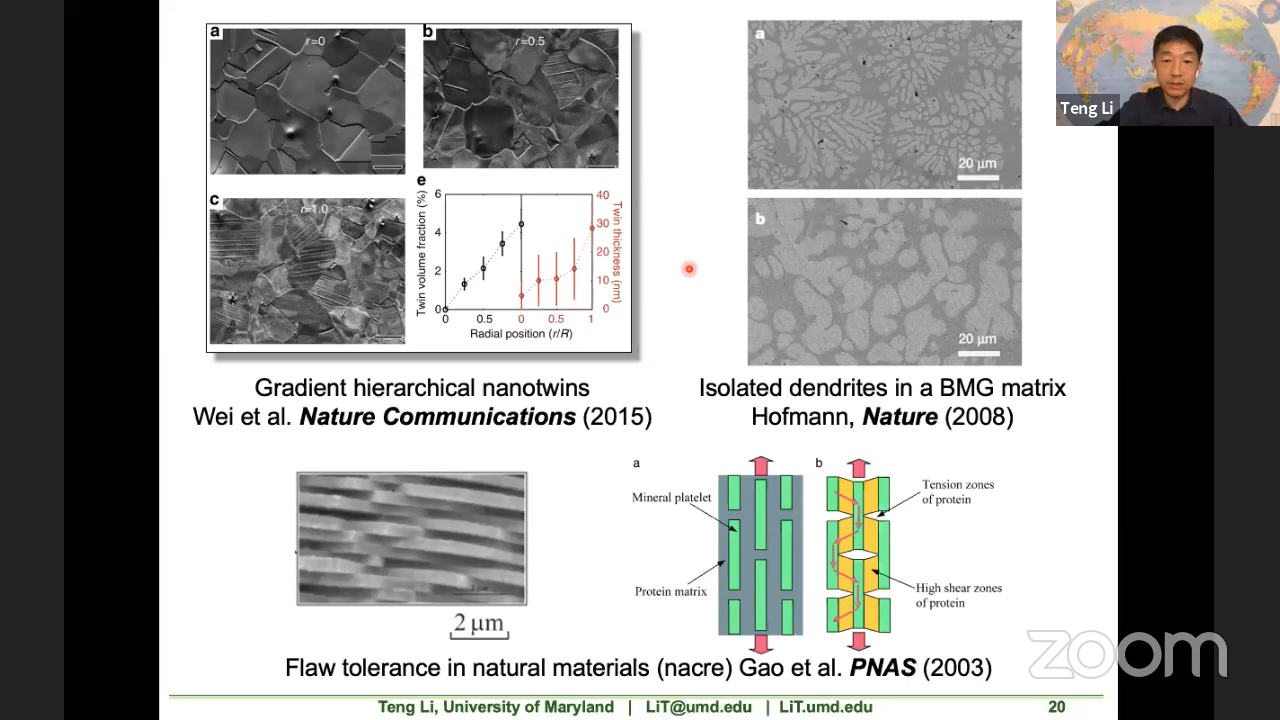 a
r=0
b
r=0.5
c
r=1.0
e
Twin volume fraction (%)
6
4
2
0
40
30
20
10
0
Twin thickness (nm)
0
0.5
0
0.5
1
Radial position (r/R)
Gradient hierarchical nanotwins
Wei et al. Nature Communications (2015)
a
20 μm
b
20 μm
Isolated dendrites in a BMG matrix
Hofmann, Nature (2008)
Teng Li
2 μm
a
Mineral platelet
Protein matrix
b
Tension zones
of protein
High shear zones
of protein
Flaw tolerance in natural materials (nacre) Gao et al. PNAS (2003)
zoom
Teng Li, University of Maryland | LiT@umd.edu | LiT.umd.edu
20